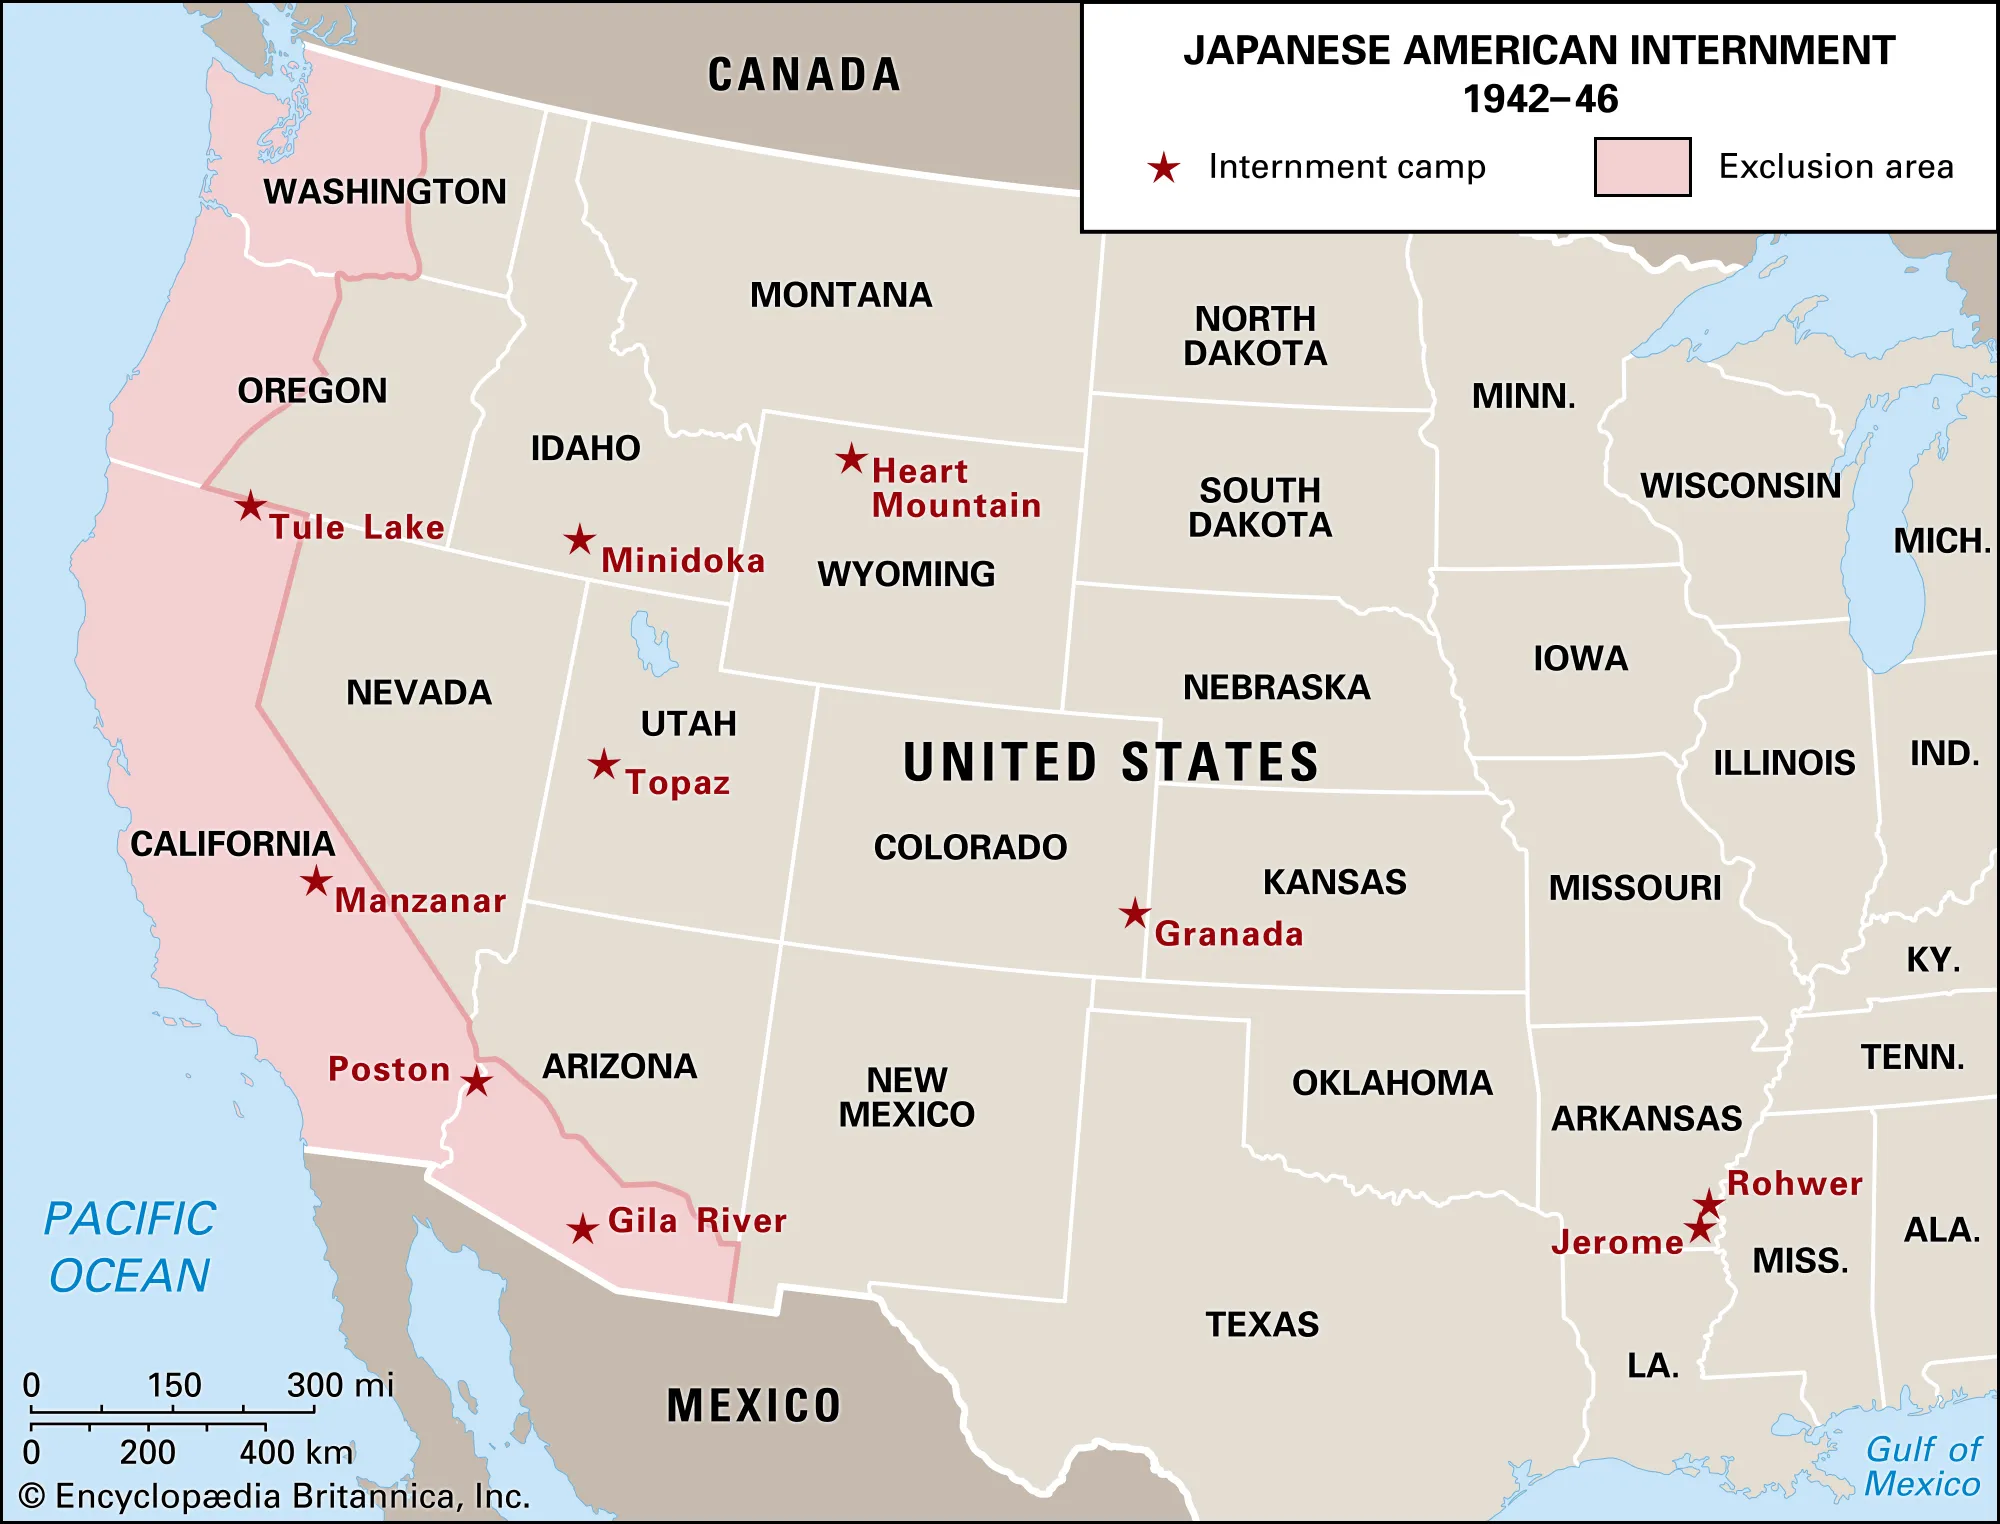 JAPANESE AMERICAN INTERNMENT
1942–46
Internment camp
Exclusion area
CANADA
WASHINGTON
MONTANA
NORTH
DAKOTA
MINN.
OREGON
IDAHO
Heart
Mountain
SOUTH
DAKOTA
WISCONSIN
MICH.
Tule Lake
Minidoka
WYOMING
NEVADA
UTAH
NEBRASKA
IOWA
Topaz
UNITED STATES
ILLINOIS
IND.
CALIFORNIA
COLORADO
KANSAS
MISSOURI
Manzanar
Granada
KY.
Poston
ARIZONA
NEW
MEXICO
OKLAHOMA
TENN.
ARKANSAS
Rohwer
PACIFIC
OCEAN
Gila River
Jerome
MISS.
ALA.
TEXAS
LA.
MEXICO
0 150 300 mi
0 200 400 km
Gulf of
Mexico
© Encyclopædia Britannica, Inc.